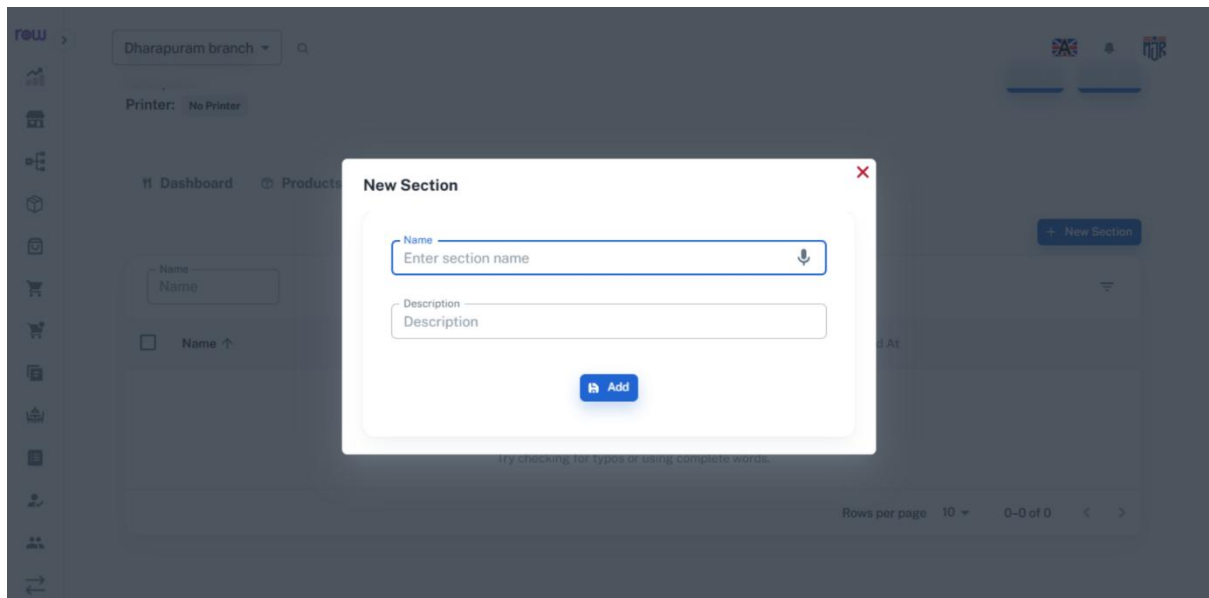 row
Dharapuram branch
Printer: No Printer
Dashboard Products
New Section
+ New Section
Name
Enter section name
Name
Name
Description
Description
Name
d At
Add
Try checking for typos or using complete words.
Rows per page 10 0–0 of 0